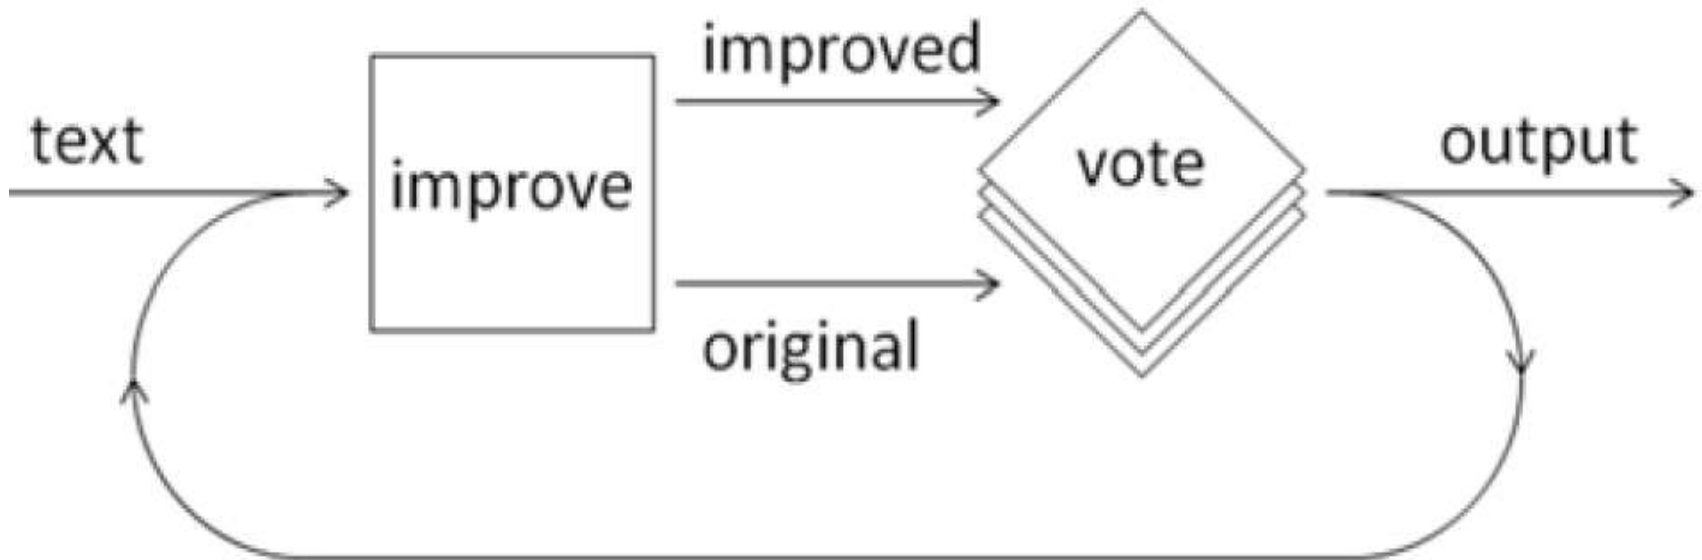 text
improve
improved
original
vote
output